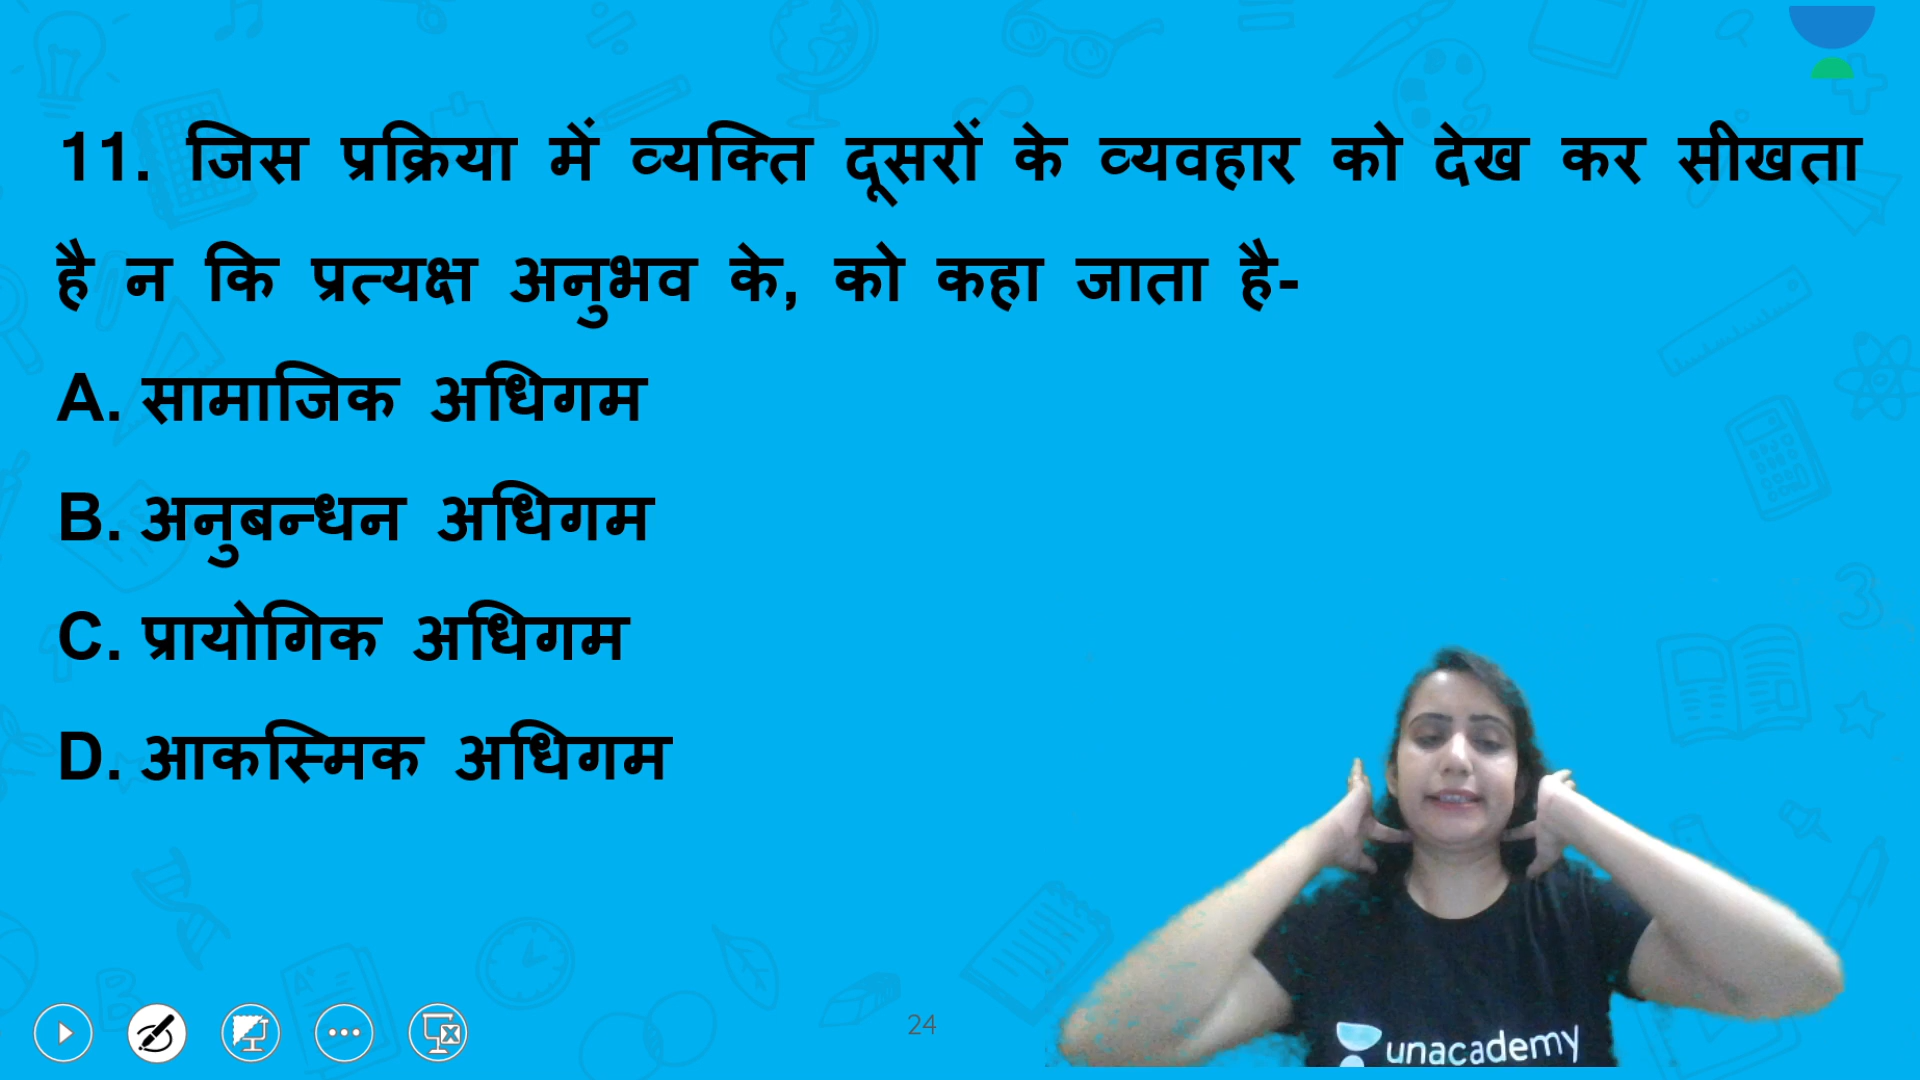 11. जिस प्रक्रिया में व्यक्ति दूसरों के व्यवहार को देख कर सीखता
है न कि प्रत्यक्ष अनुभव के, को कहा जाता है-
A. सामाजिक अधिगम
B. अनुबन्धन अधिगम
C. प्रायोगिक अधिगम
D. आकस्मिक अधिगम
24
unacademy